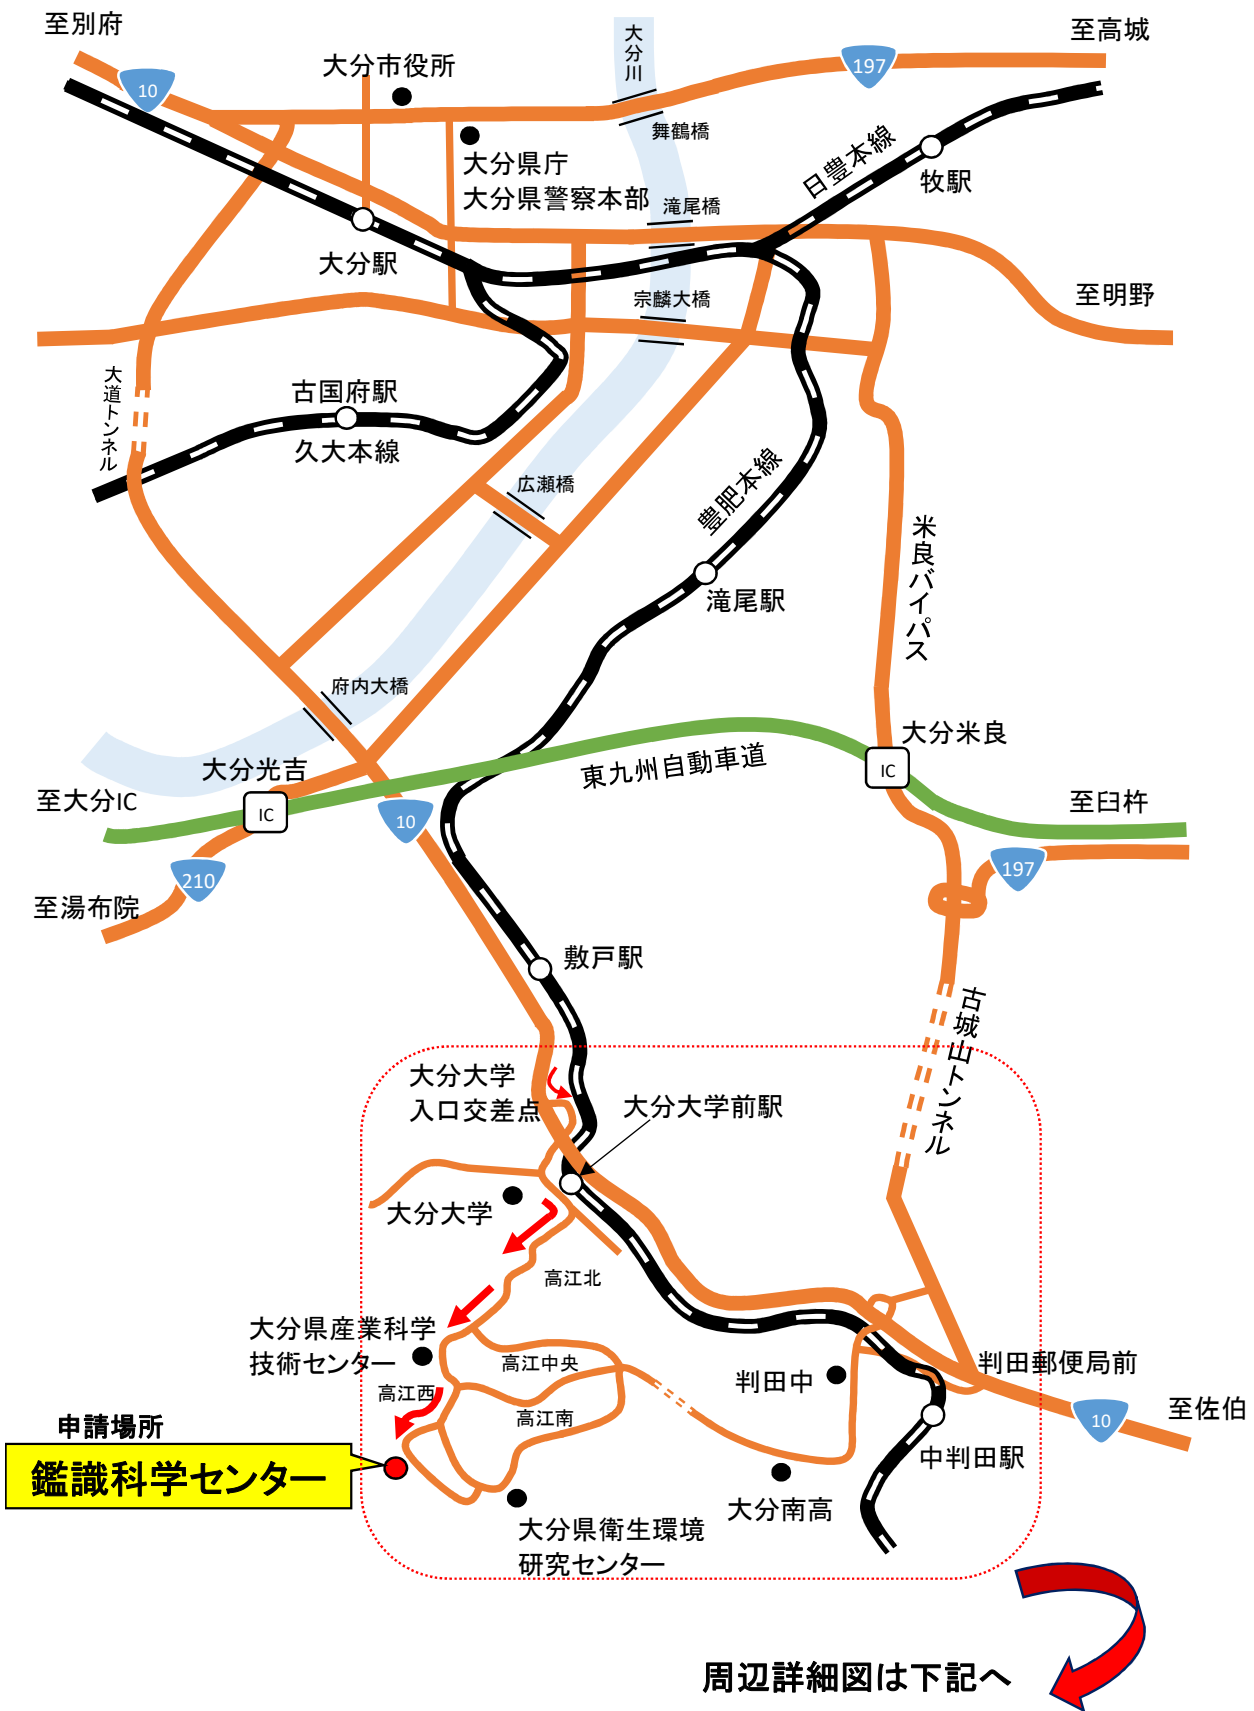 至別府
10
大分市役所
大分川
197
至高城
舞鶴橋
大分県庁
大分県警察本部
日豊本線
牧駅
滝尾橋
大分駅
宗麟大橋
至明野
大道トンネル
古国府駅
久大本線
広瀬橋
豊肥本線
米良バイパス
滝尾駅
府内大橋
大分米良
IC
大分光吉
東九州自動車道
至大分IC
IC
10
至臼杵
210
197
至湯布院
敷戸駅
古城山トンネル
大分大学
入口交差点
大分大学前駅
大分大学
高江北
大分県産業科学
技術センター
高江中央
高江西
高江南
判田中
判田郵便局前
10
至佐伯
申請場所
鑑識科学センター
中判田駅
大分南高
大分県衛生環境
研究センター
周辺詳細図は下記へ